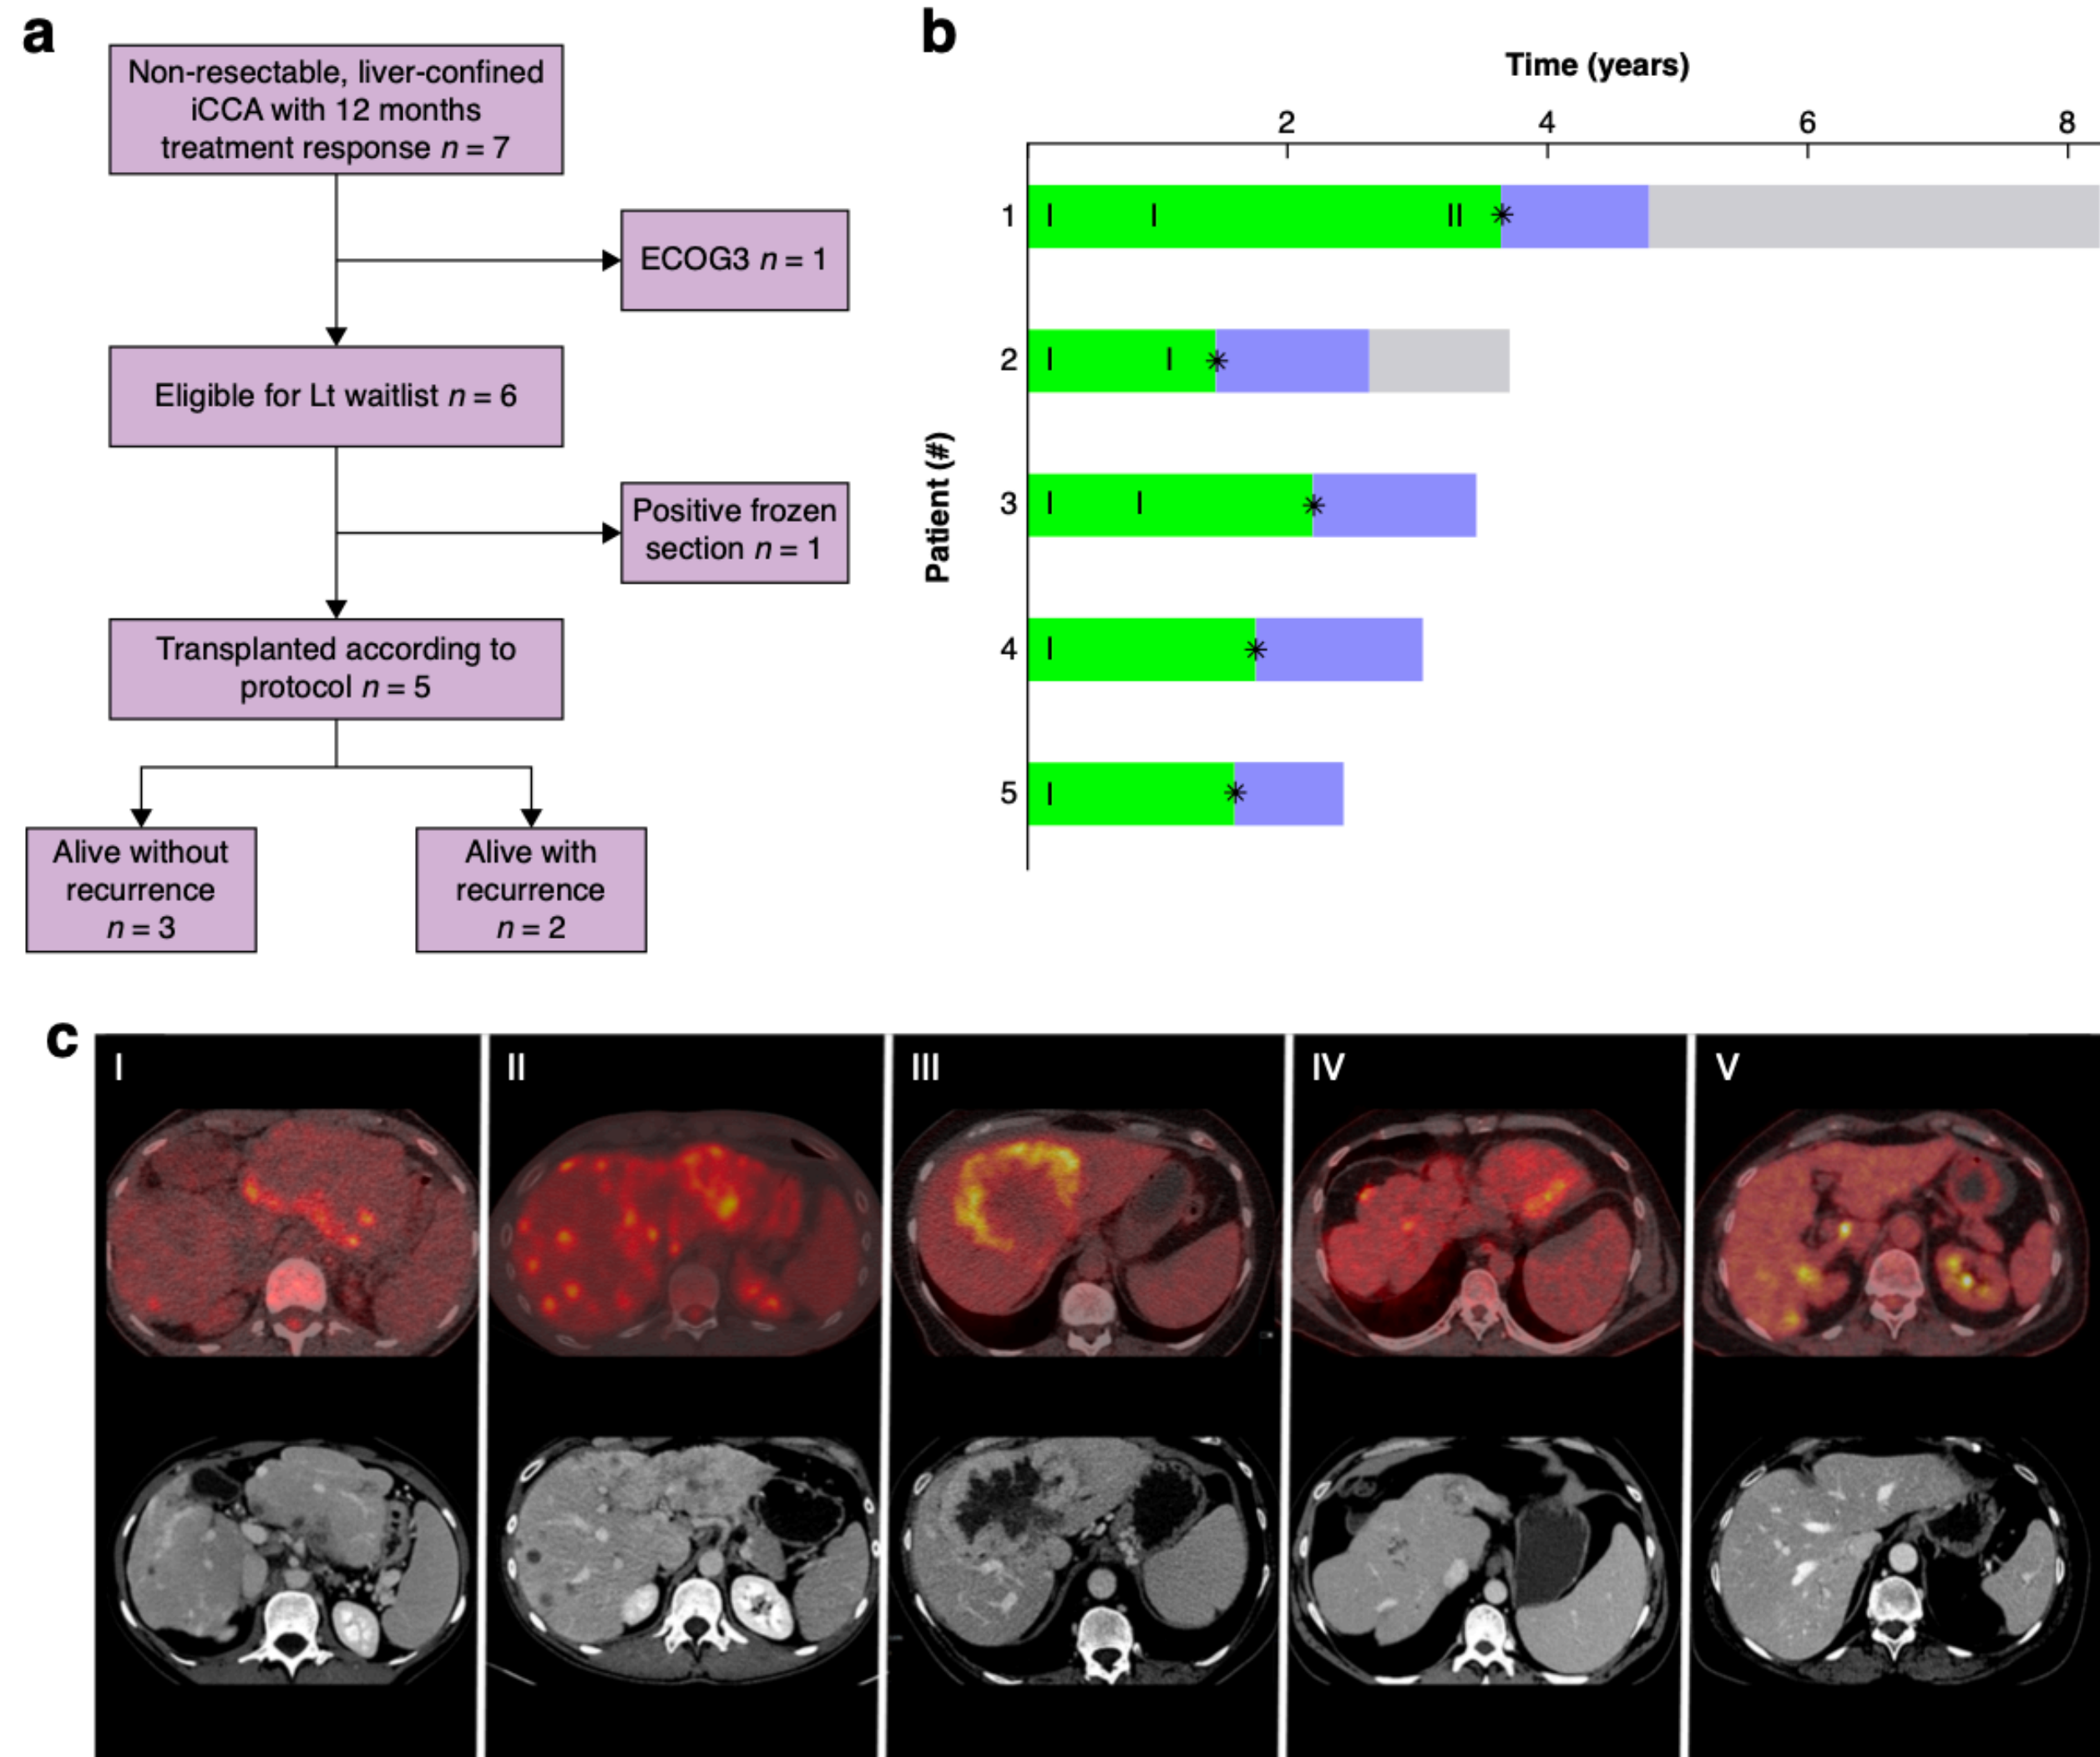 a
Non-resectable, liver-confined
iCCA with 12 months
treatment response n = 7
ECOG3 n = 1
Eligible for Lt waitlist n = 6
Positive frozen
section n = 1
Transplanted according to
protocol n = 5
Alive without
recurrence
n = 3
Alive with
recurrence
n = 2
b
Time (years)
2 4 6 8
Patient (#)
1
2
3
4
5
c
I II III IV V